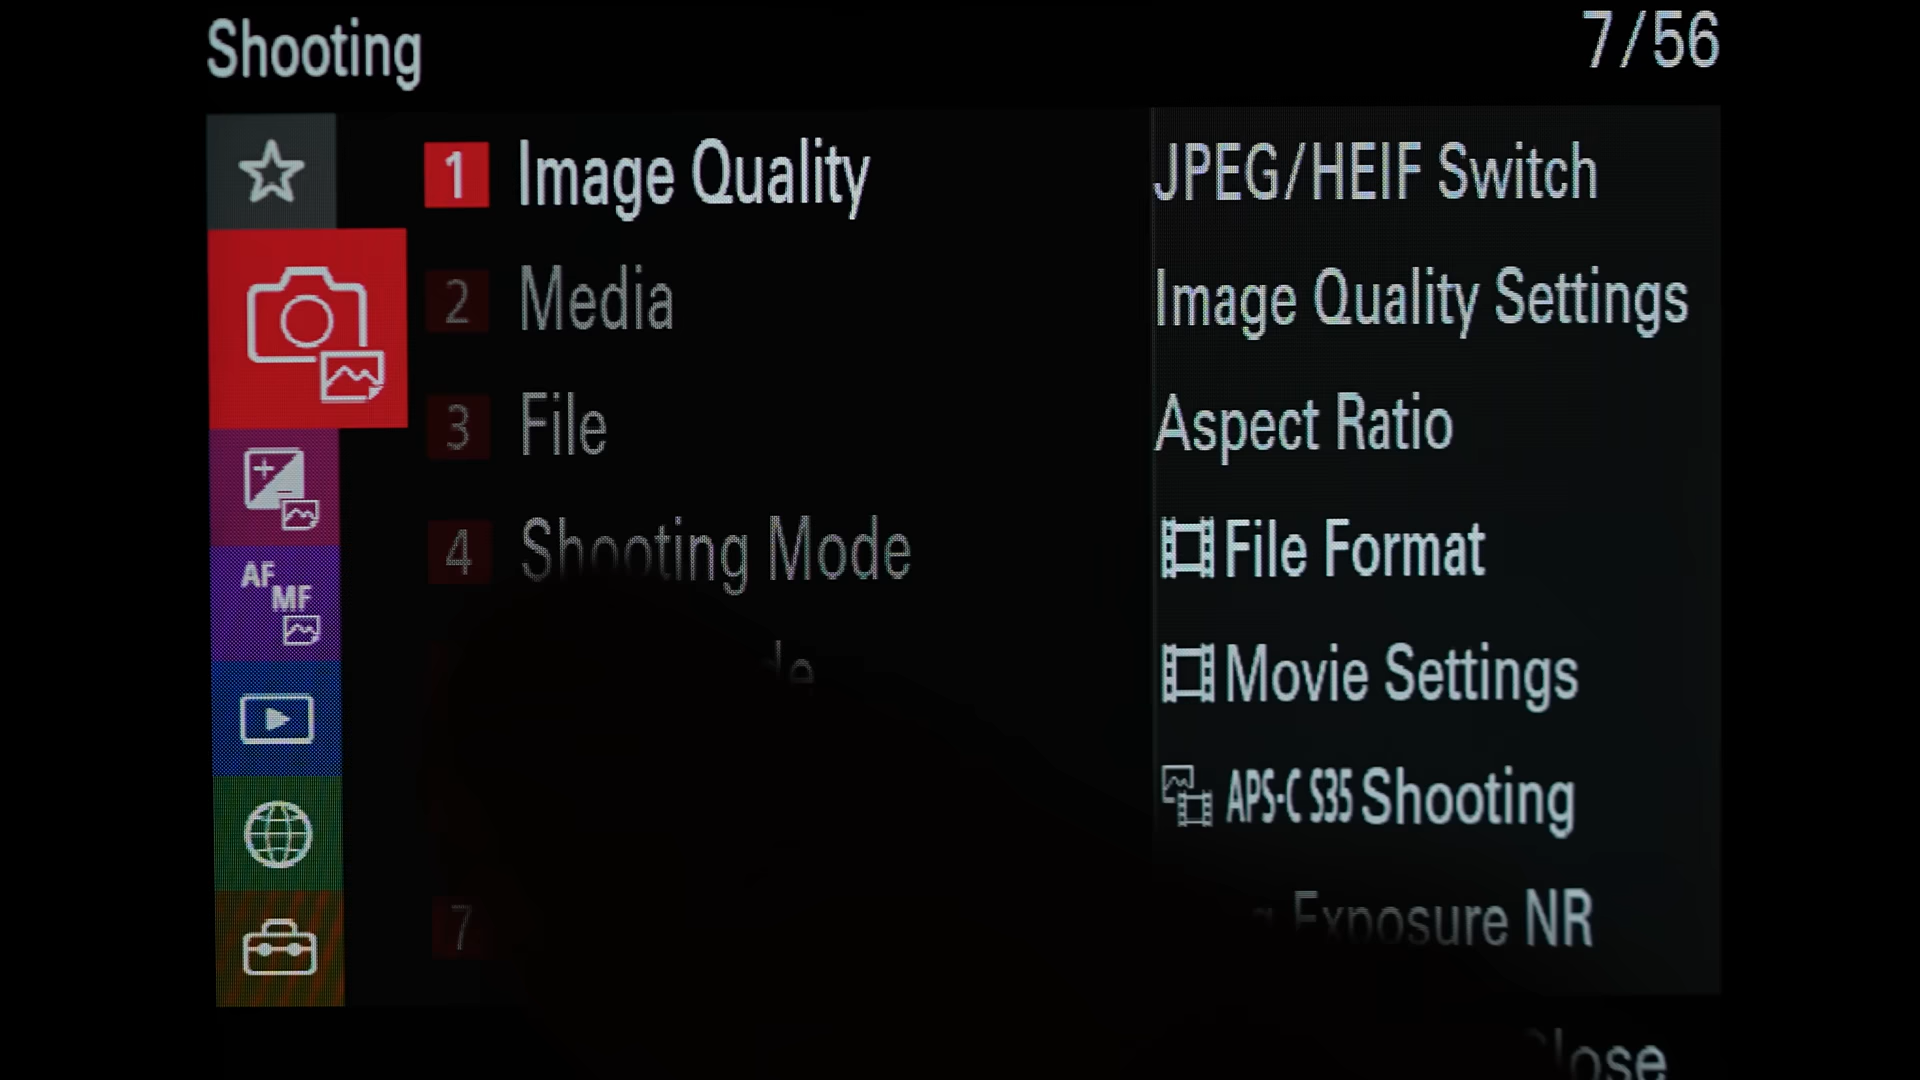 Shooting 7/56
1 Image Quality
2 Media
3 File
4 Shooting Mode
7
AF
MF
JPEG/HEIF Switch
Image Quality Settings
Aspect Ratio
File Format
Movie Settings
APS-C S35 Shooting
Exposure NR